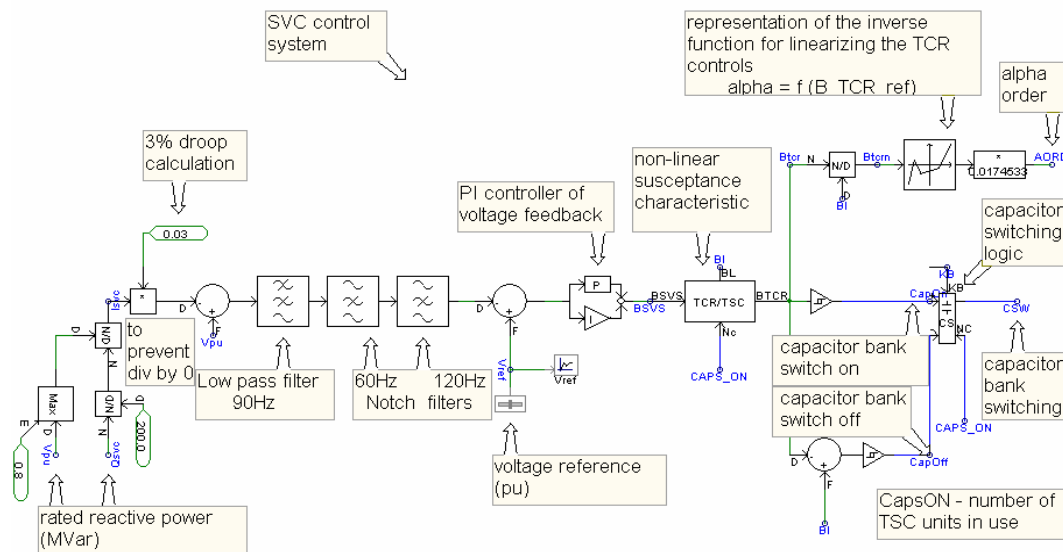 SVC control
system
representation of the inverse
function for linearizing the TCR
controls
alpha = f (B_TCR_ref)
alpha
order
3% droop
calculation
PI controller of
voltage feedback
non-linear
susceptance
characteristic
capacitor
switching
logic
Btcr
N
N/D
D
BI
Btcrn
*
0.0174533
AORD
0.03
Isvc
*
D
-
+
F
Vpu
D
-
+
F
Vref
Vref
P
I
BSVS
BSVS
BI
BL
TCR/TSC
BTCR
Nc
CAPS_ON
KB
KB
CapOn
CS
NC
CSW
CAPS_ON
to
prevent
div by 0
N/D
D
N
Max
E
D
0.8
Vpu
N/D
D
N
200.0
Qsvc
Low pass filter
90Hz
60Hz 120Hz
Notch filters
voltage reference
(pu)
rated reactive power
(MVar)
capacitor bank
switch on
capacitor bank
switch off
capacitor
bank
switching
D
+
+
F
BI
CapOff
CapsON - number of
TSC units in use